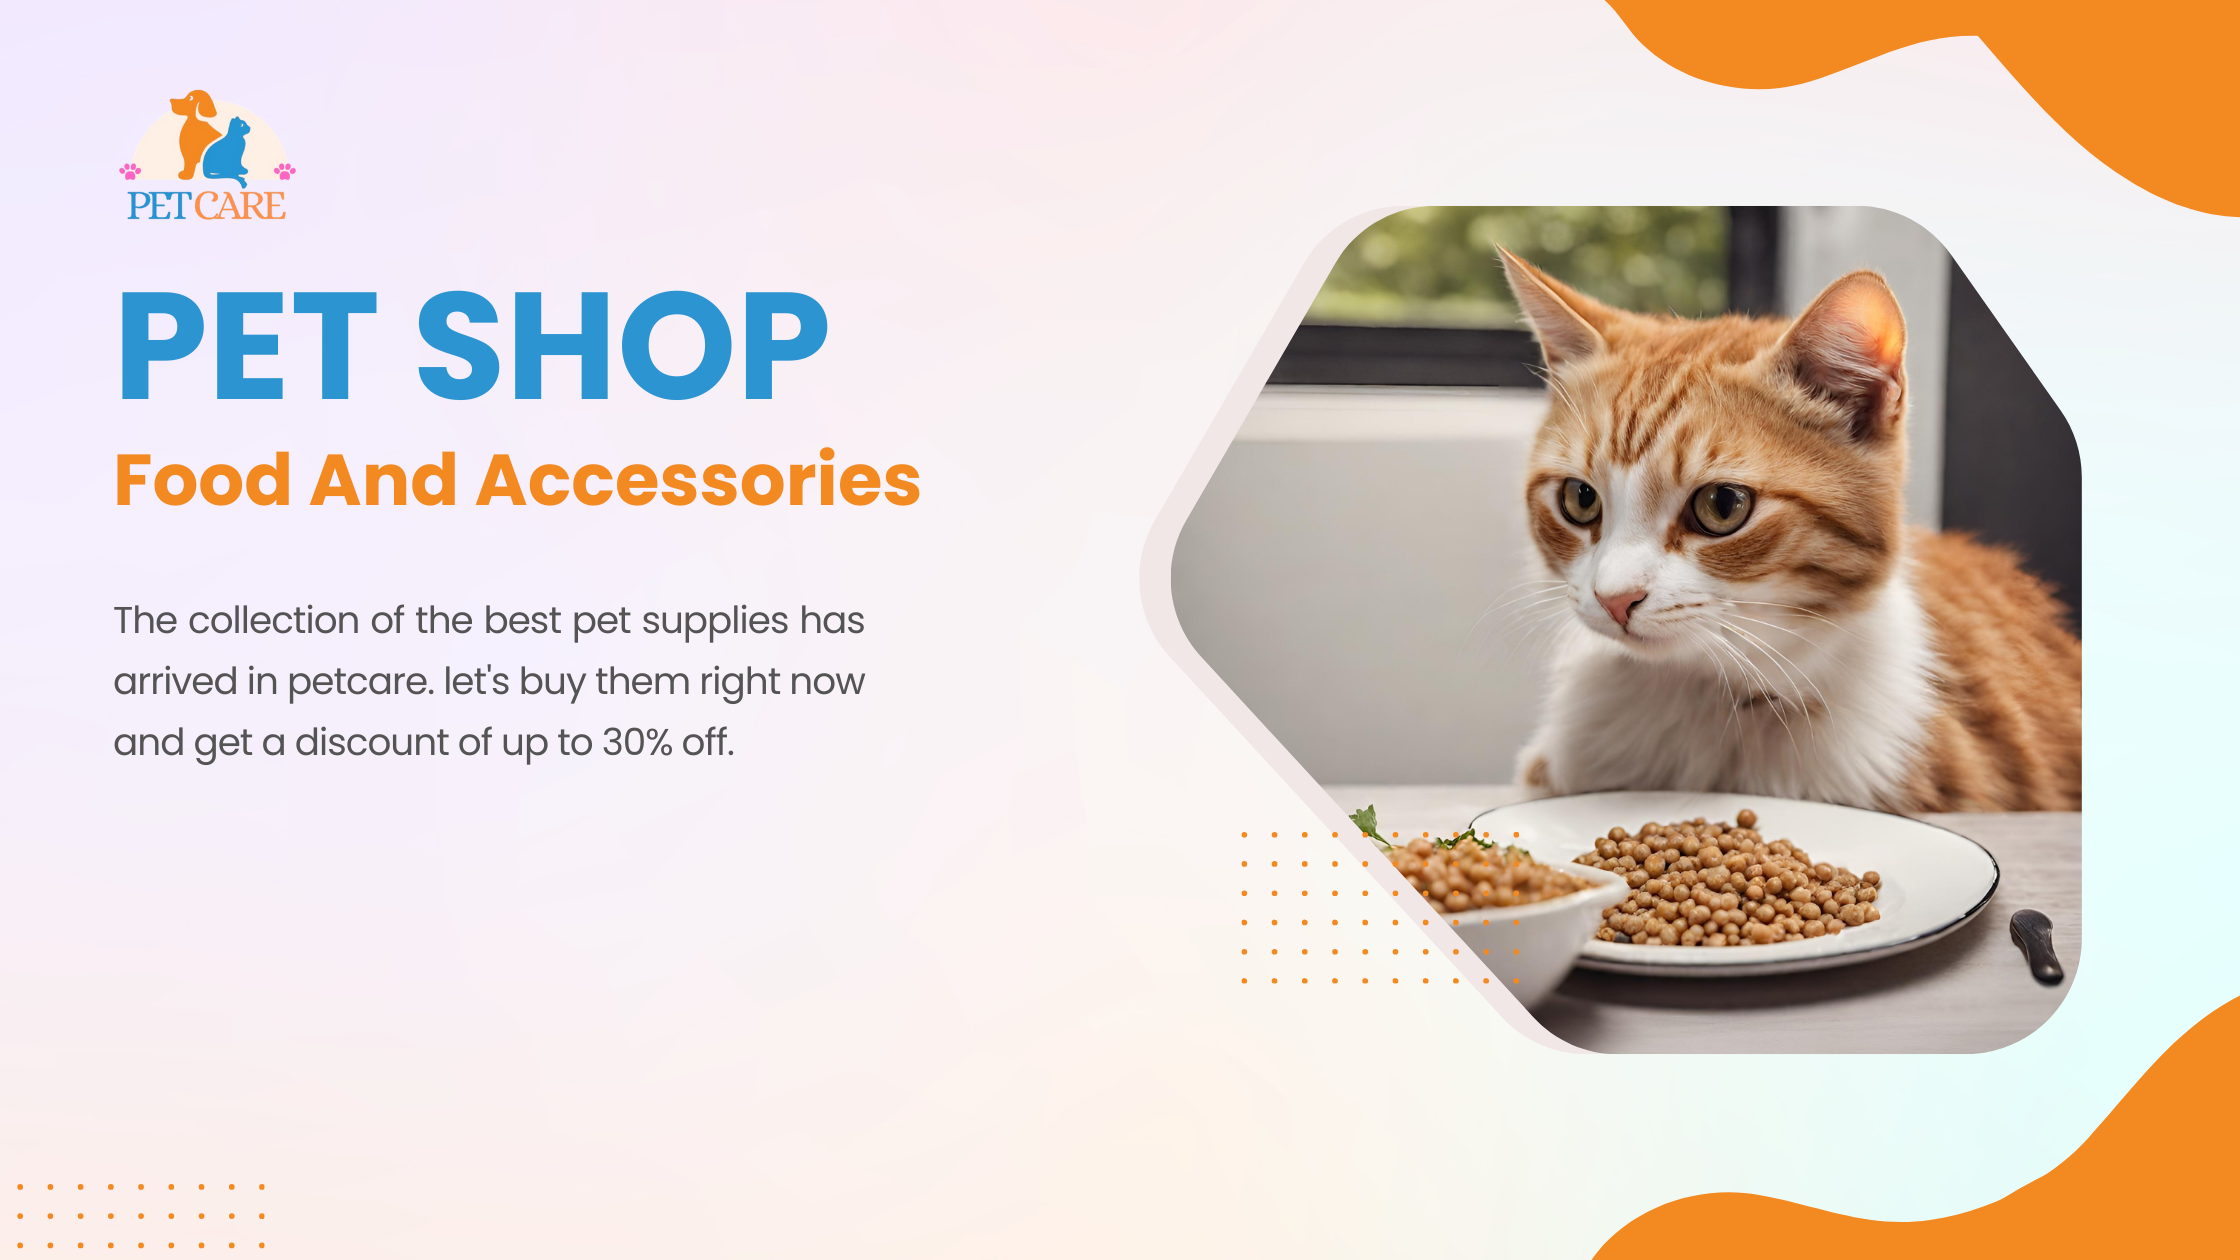 PETCARE
PET SHOP
Food And Accessories
The collection of the best pet supplies has
arrived in petcare. let's buy them right now
and get a discount of up to 30% off.